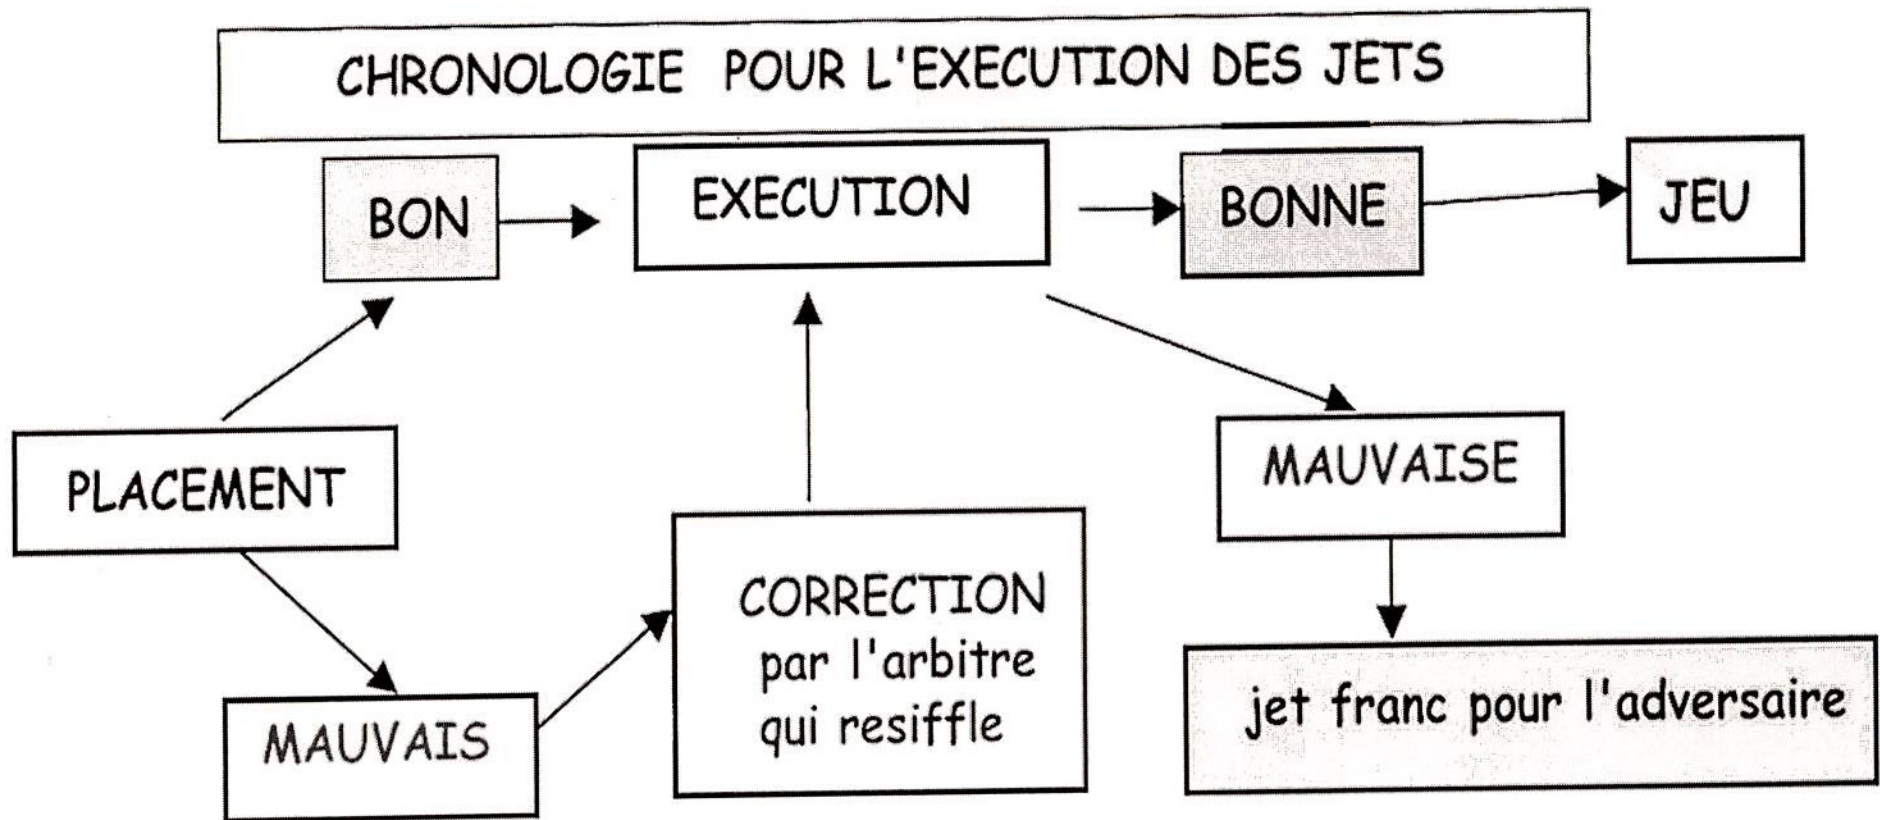 CHRONOLOGIE POUR L'EXECUTION DES JETS
BON
EXECUTION
BONNE
JEU
PLACEMENT
MAUVAISE
CORRECTION
par l'arbitre
qui resiffle
MAUVAIS
jet franc pour l'adversaire